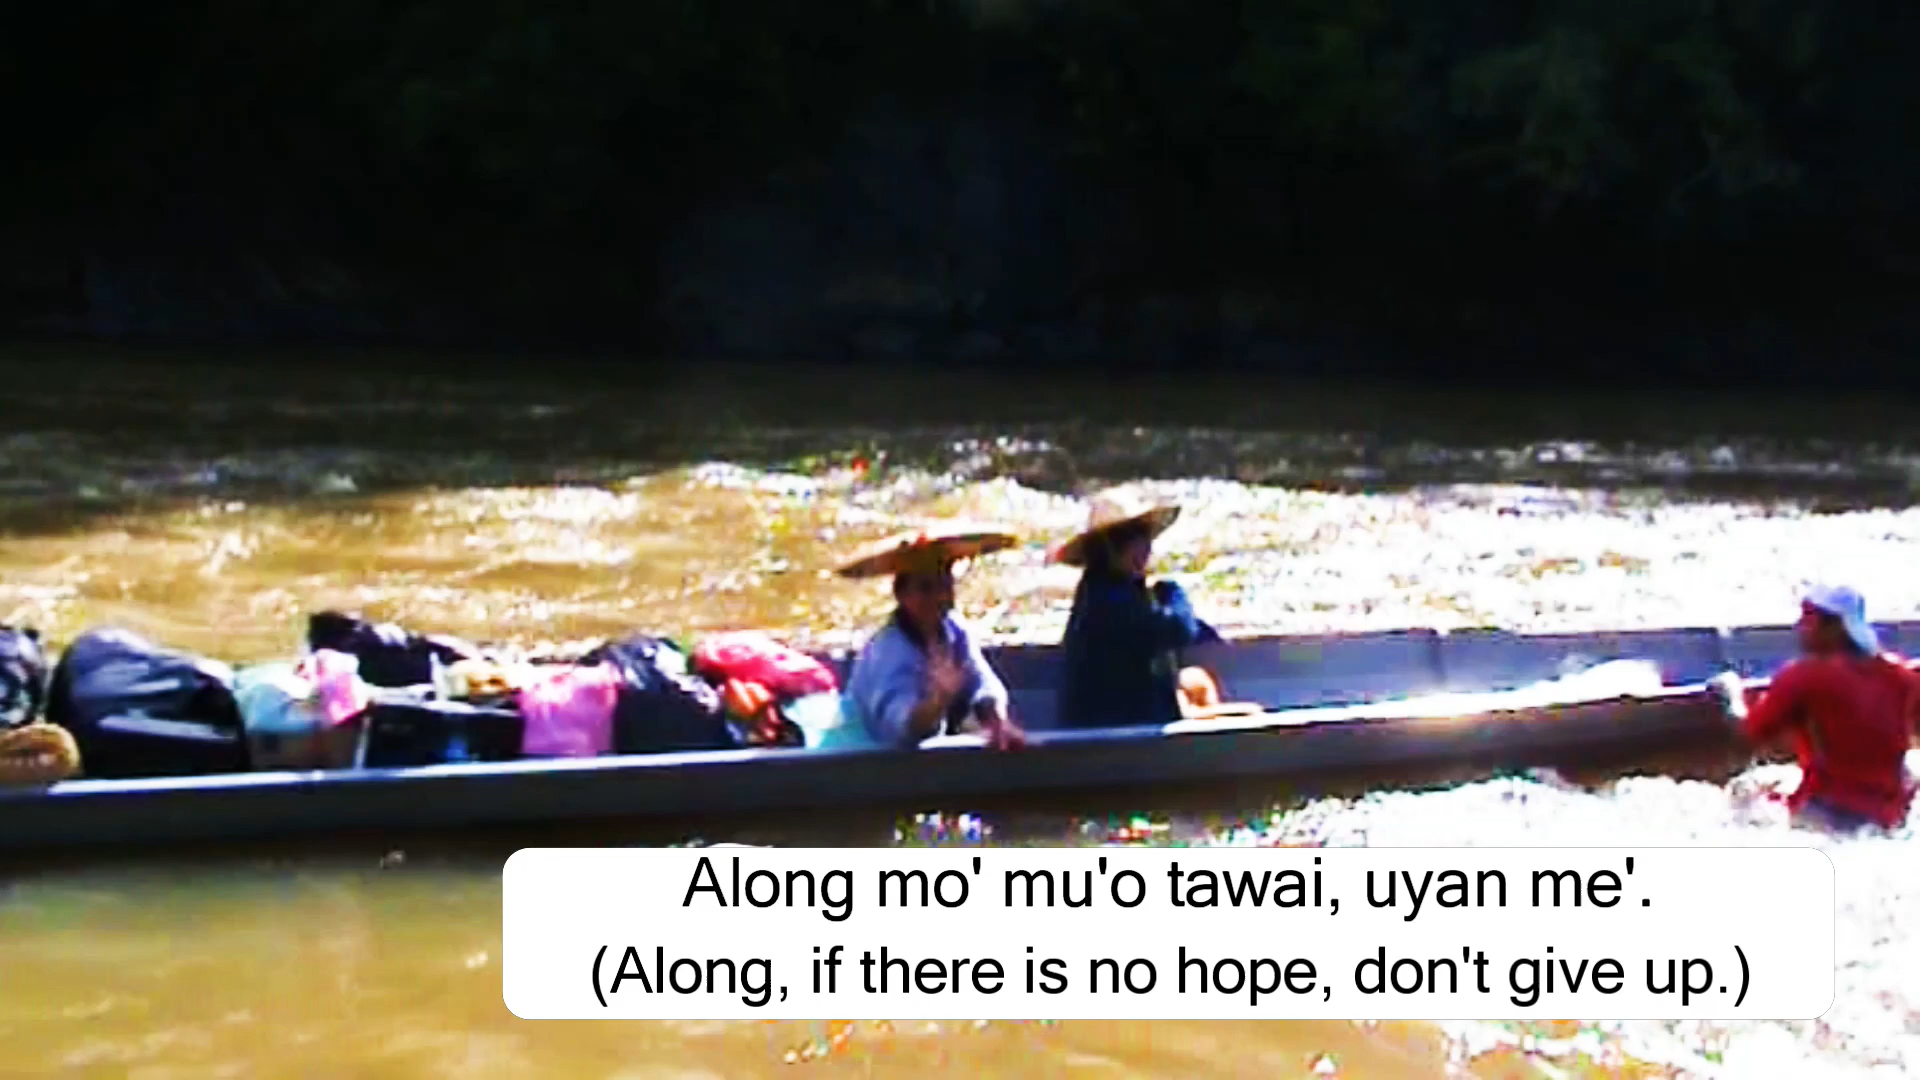 Along mo' mu'o tawai, uyan me'.
(Along, if there is no hope, don't give up.)